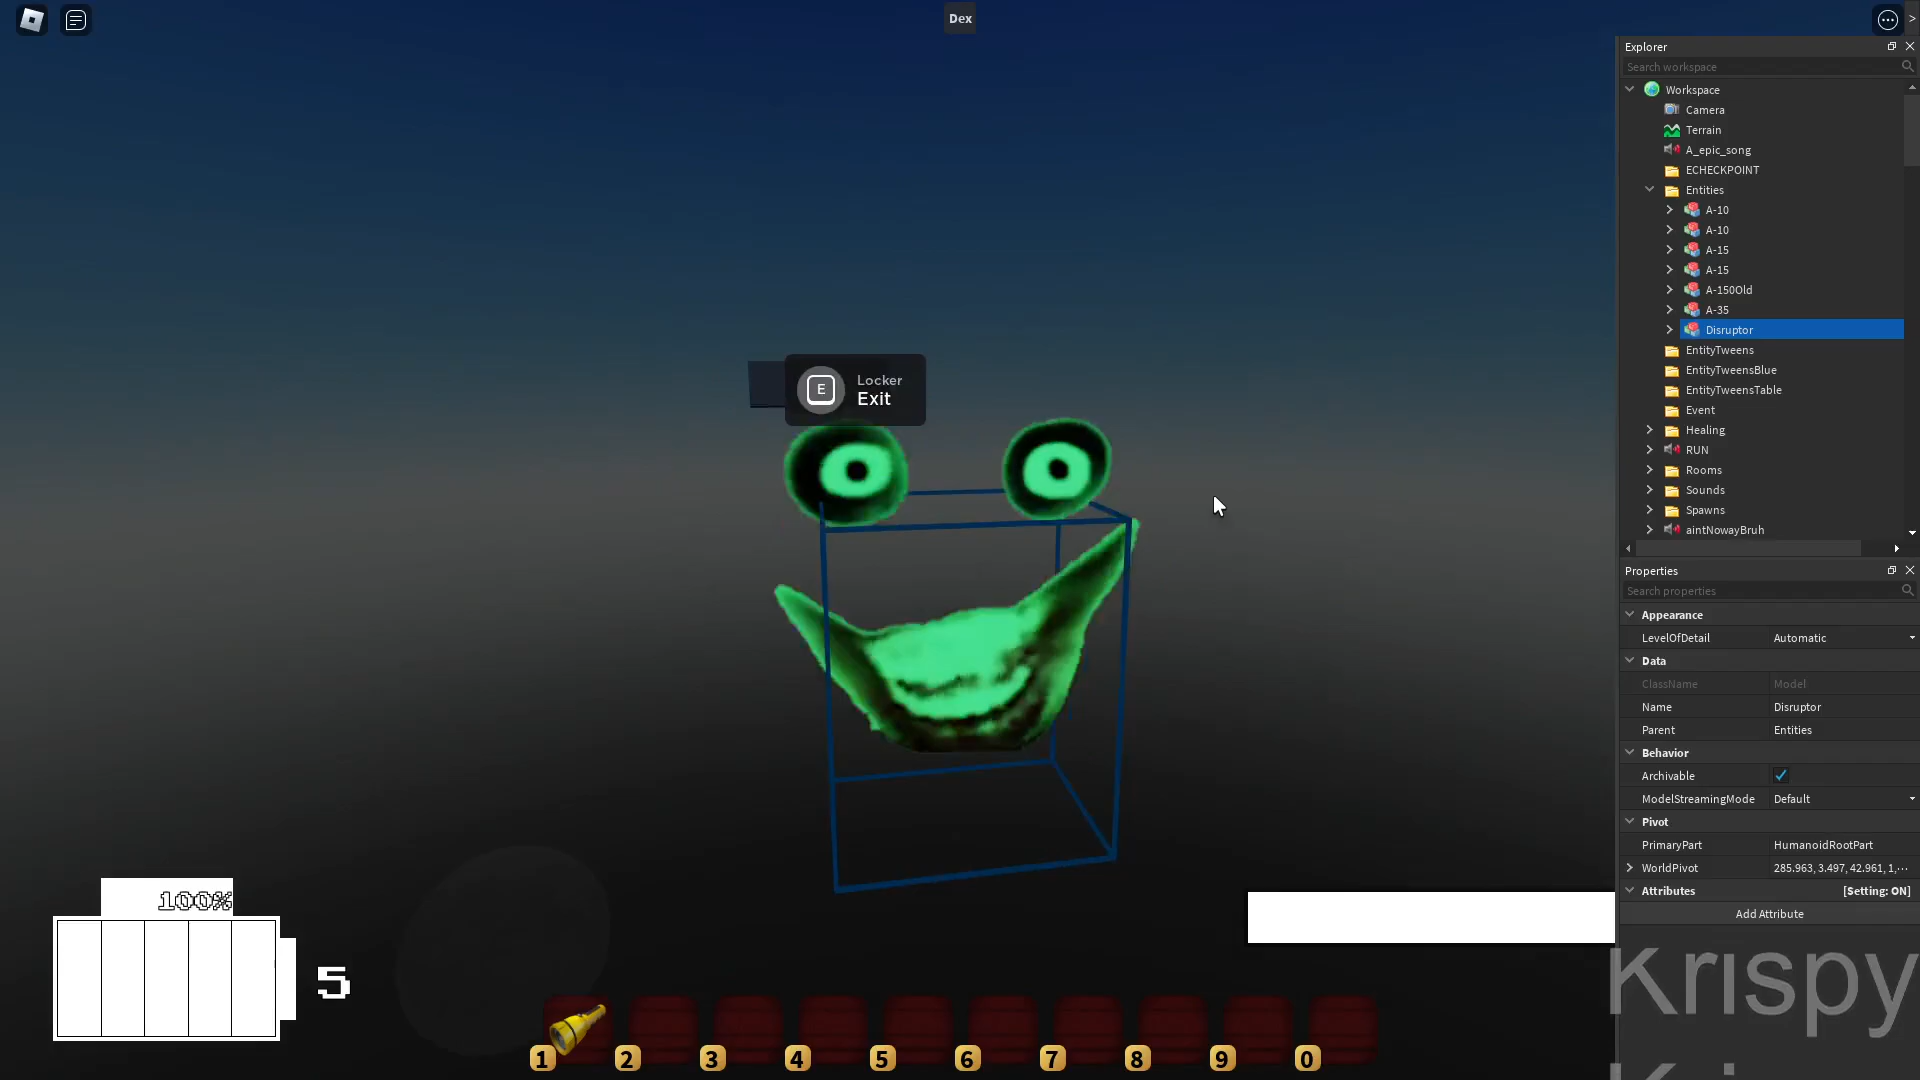 Dex
Explorer
Search workspace
Workspace
Camera
Terrain
A_epic_song
ECHECKPOINT
Entities
A-10
A-10
A-15
A-15
A-150Old
A-35
Disruptor
EntityTweens
EntityTweensBlue
EntityTweensTable
Event
Healing
RUN
Rooms
Sounds
Spawns
aintNowayBruh
E
Locker
Exit
Properties
Search properties
Appearance
LevelOfDetail Automatic
Data
ClassName Model
Name Disruptor
Parent Entities
Behavior
Archivable
ModelStreamingMode Default
Pivot
PrimaryPart HumanoidRootPart
WorldPivot 285.963, 3.497, 42.961, 1,...
Attributes [Setting: ON]
Add Attribute
100%
5
1 2 3 4 5 6 7 8 9 0
Krispy